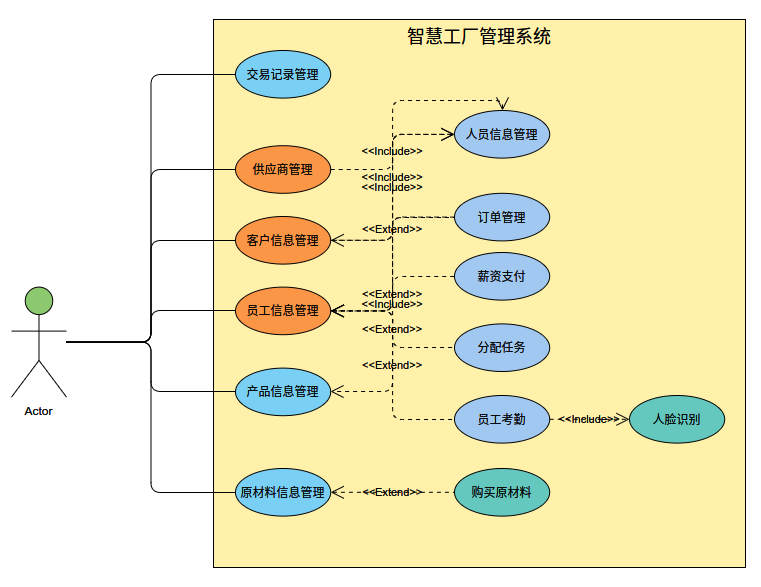 智慧工厂管理系统
交易记录管理
人员信息管理
<<Include>>
供应商管理
<<Include>>
<<Include>>
订单管理
<<Extend>>
客户信息管理
薪资支付
<<Extend>>
<<Include>>
员工信息管理
<<Extend>>
分配任务
<<Extend>>
产品信息管理
Actor
员工考勤
<<Include>>
人脸识别
原材料信息管理
<<Extend>>
购买原材料